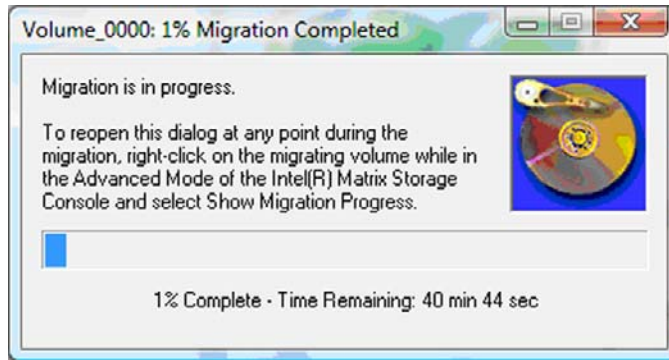 Volume_0000: 1% Migration Completed
Migration is in progress.
To reopen this dialog at any point during the
migration, right-click on the migrating volume while in
the Advanced Mode of the Intel(R) Matrix Storage
Console and select Show Migration Progress.
1% Complete - Time Remaining: 40 min 44 sec